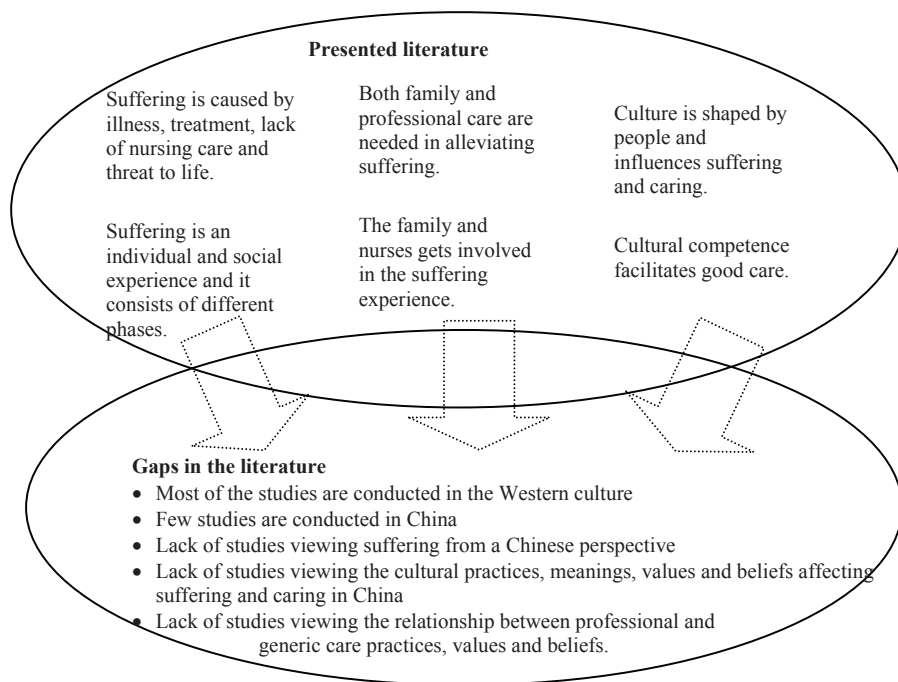 Presented literature
Suffering is caused by
illness, treatment, lack
of nursing care and
threat to life.
Suffering is an
individual and social
experience and it
consists of different
phases.
Both family and
professional care are
needed in alleviating
suffering.
The family and
nurses gets involved
in the suffering
experience.
Culture is shaped by
people and
influences suffering
and caring.
Cultural competence
facilitates good care.
Gaps in the literature
• Most of the studies are conducted in the Western culture
• Few studies are conducted in China
• Lack of studies viewing suffering from a Chinese perspective
• Lack of studies viewing the cultural practices, meanings, values and beliefs affecting
suffering and caring in China
• Lack of studies viewing the relationship between professional and
generic care practices, values and beliefs.